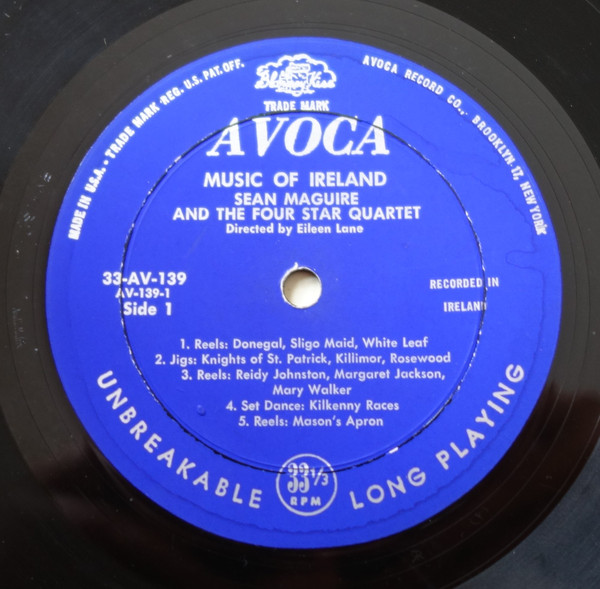 MADE IN U.S.A. - TRADE MARK REG. U.S. PAT. OFF.
AVOCA RECORD CO., BROOKLYN 17, NEW YORK
TRADE MARK
AVOCA
MUSIC OF IRELAND
SEAN MAGUIRE
AND THE FOUR STAR QUARTET
Directed by Eileen Lane
33-AV-139
AV-139-1
Side 1
RECORDED IN
IRELAND
1. Reels: Donegal, Sligo Maid, White Leaf
2. Jigs: Knights of St. Patrick, Killimor, Rosewood
3. Reels: Reidy Johnston, Margaret Jackson,
Mary Walker
4. Set Dance: Kilkenny Races
5. Reels: Mason's Apron
UNBREAKABLE
33 1/3
RPM
LONG PLAYING